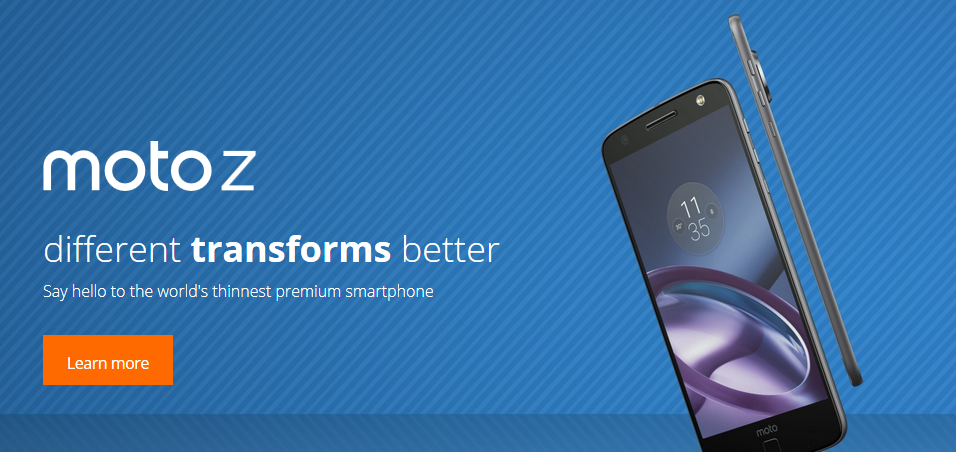 moto z
different transforms better
Say hello to the world's thinnest premium smartphone
Learn more
11
35
moto